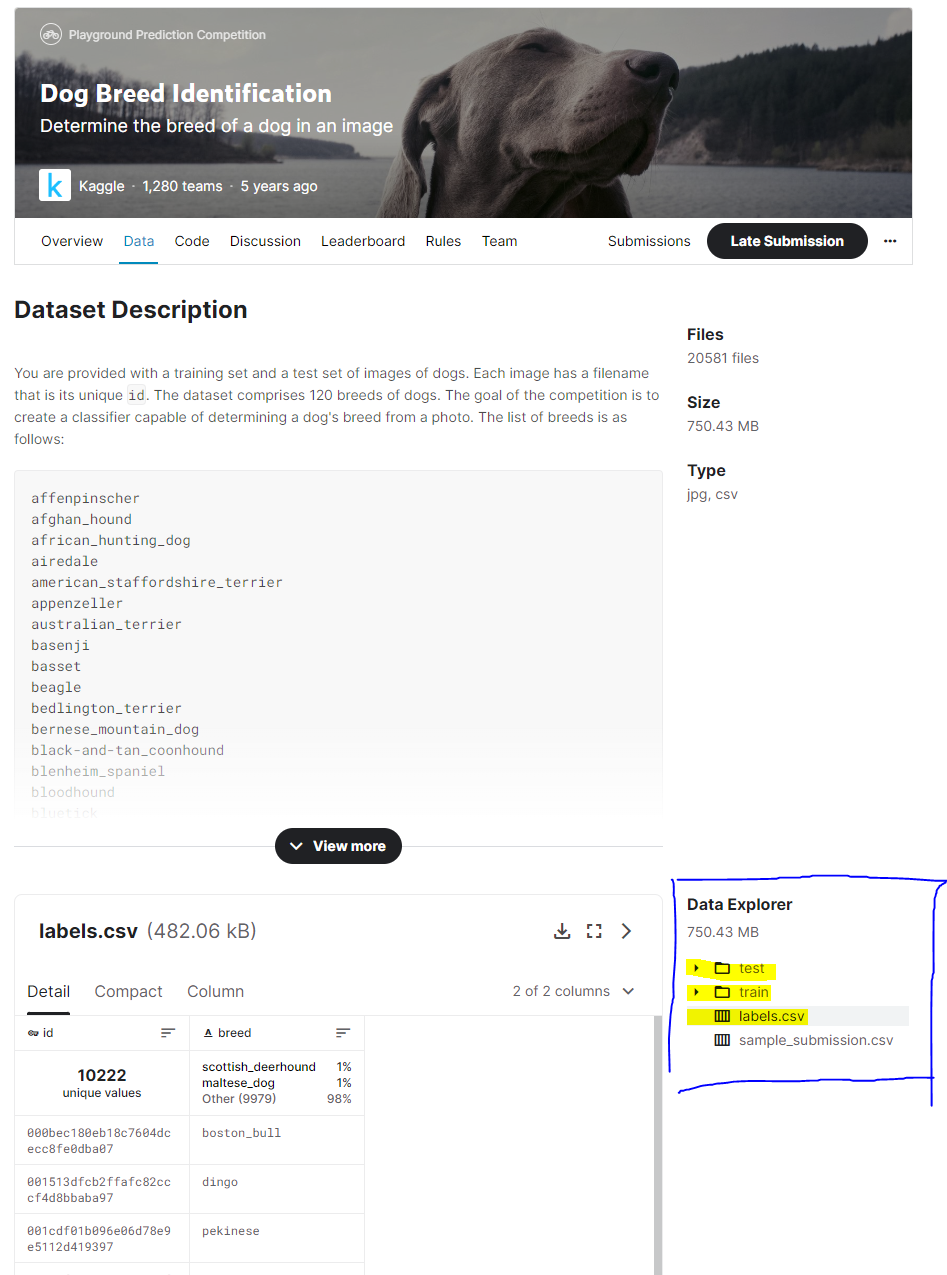 Playground Prediction Competition
Dog Breed Identification
Determine the breed of a dog in an image
k Kaggle · 1,280 teams · 5 years ago
Overview Data Code Discussion Leaderboard Rules Team Submissions Late Submission ···
Dataset Description
You are provided with a training set and a test set of images of dogs. Each image has a filename
that is its unique id. The dataset comprises 120 breeds of dogs. The goal of the competition is to
create a classifier capable of determining a dog's breed from a photo. The list of breeds is as
follows:
Files
20581 files
Size
750.43 MB
Type
jpg, csv
affenpinscher
afghan_hound
african_hunting_dog
airedale
american_staffordshire_terrier
appenzeller
australian_terrier
basenji
basset
beagle
bedlington_terrier
bernese_mountain_dog
black-and-tan_coonhound
blenheim_spaniel
bloodhound
bluetick
View more
labels.csv (482.06 kB)
Detail Compact Column 2 of 2 columns
id A breed
10222
unique values
scottish_deerhound 1%
maltese_dog 1%
Other (9979) 98%
000bec180eb18c7604dc
ecc8fe0dba07
boston_bull
001513dfcb2ffafc82cc
cf4d8bbaba97
dingo
001cdf01b096e06d78e9
e5112d419397
pekinese
Data Explorer
750.43 MB
test
train
labels.csv
sample_submission.csv